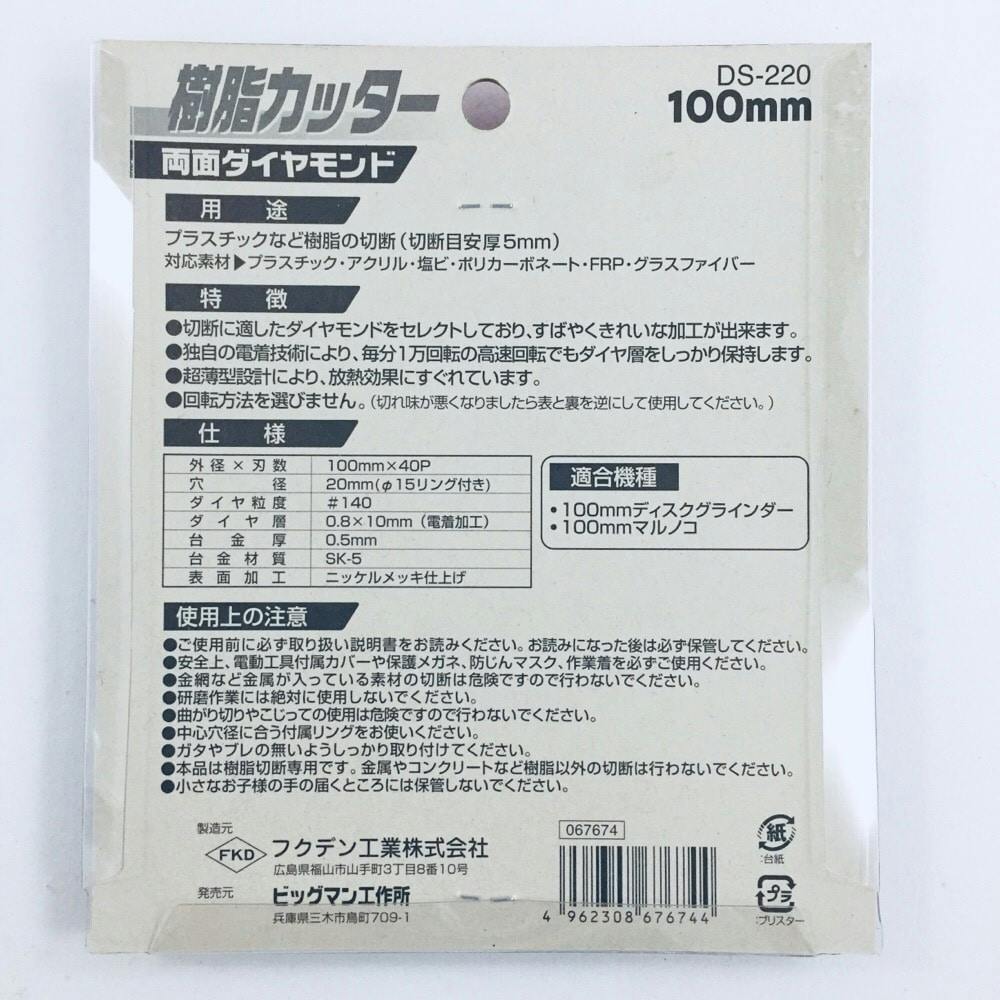 樹脂カッター
DS-220
100mm
両面ダイヤモンド
用途
プラスチックなど樹脂の切断（切断目安厚5mm）
対応素材▶プラスチック・アクリル・塩ビ・ポリカーボネート・FRP・グラスファイバー
特徴
●切断に適したダイヤモンドをセレクトしており、すばやくきれいな加工が出来ます。
●独自の電着技術により、毎分1万回転の高速回転でもダイヤ層をしっかり保持します。
●超薄型設計により、放熱効果にすぐれています。
●回転方法を選びません。（切れ味が悪くなりましたら表と裏を逆にして使用してください。）
仕様
外径×刃数 100mm×40P
穴径 20mm(φ15リング付き)
ダイヤ粒度 #140
ダイヤ層 0.8×10mm（電着加工）
台金厚 0.5mm
台金材質 SK-5
表面加工 ニッケルメッキ仕上げ
適合機種
・100mmディスクグラインダー
・100mmマルノコ
使用上の注意
●ご使用前に必ず取り扱い説明書をお読みください。お読みになった後は必ず保管してください。
●安全上、電動工具付属カバーや保護メガネ、防じんマスク、作業着を必ずご使用ください。
●金網など金属が入っている素材の切断は危険ですので行わないでください。
●研磨作業には絶対に使用しないでください。
●曲がり切りやこじっての使用は危険ですので行わないでください。
●中心穴径に合う付属リングをお使いください。
●ガタやブレの無いようしっかり取り付けてください。
●本品は樹脂切断専用です。金属やコンクリートなど樹脂以外の切断は行わないでください。
●小さなお子様の手の届くところには保管しないでください。
製造元
FKD フクデン工業株式会社
広島県福山市山手町3丁目8番10号
発売元 ビッグマン工作所
兵庫県三木市鳥町709-1
067674
4 962308 676744
紙
:台紙
プラ
:ブリスター